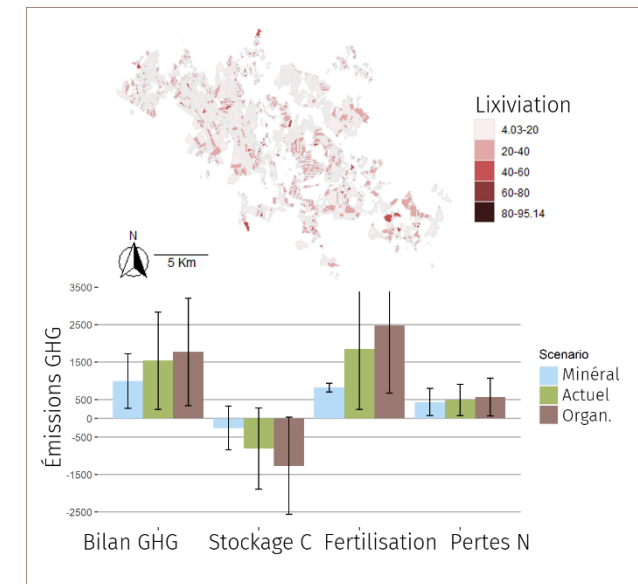 Lixiviation
4.03-20
20-40
40-60
60-80
80-95.14
N
5 Km
Émissions GHG
3500
2500
1500
500
0
-500
-1500
-2500
Scenario
Minéral
Actuel
Organ.
Bilan GHG Stockage C Fertilisation Pertes N